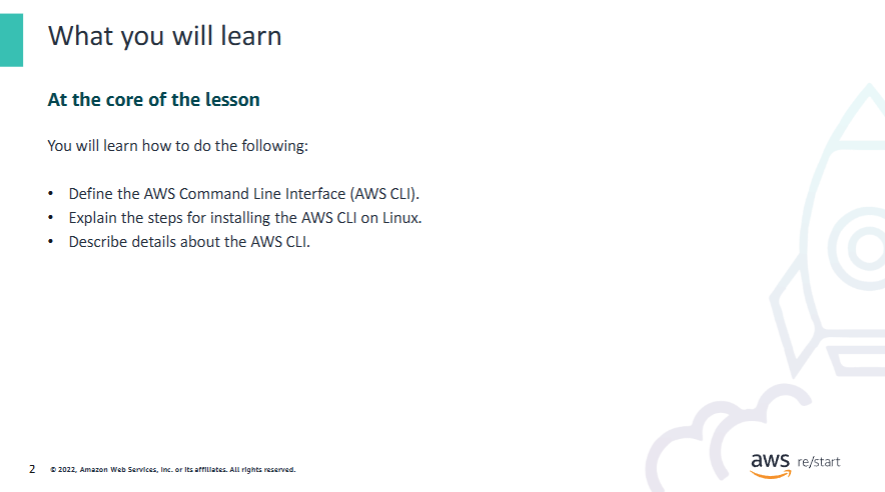 What you will learn
At the core of the lesson
You will learn how to do the following:
• Define the AWS Command Line Interface (AWS CLI).
• Explain the steps for installing the AWS CLI on Linux.
• Describe details about the AWS CLI.
2 © 2022, Amazon Web Services, Inc. or its affiliates. All rights reserved.
aws re/start